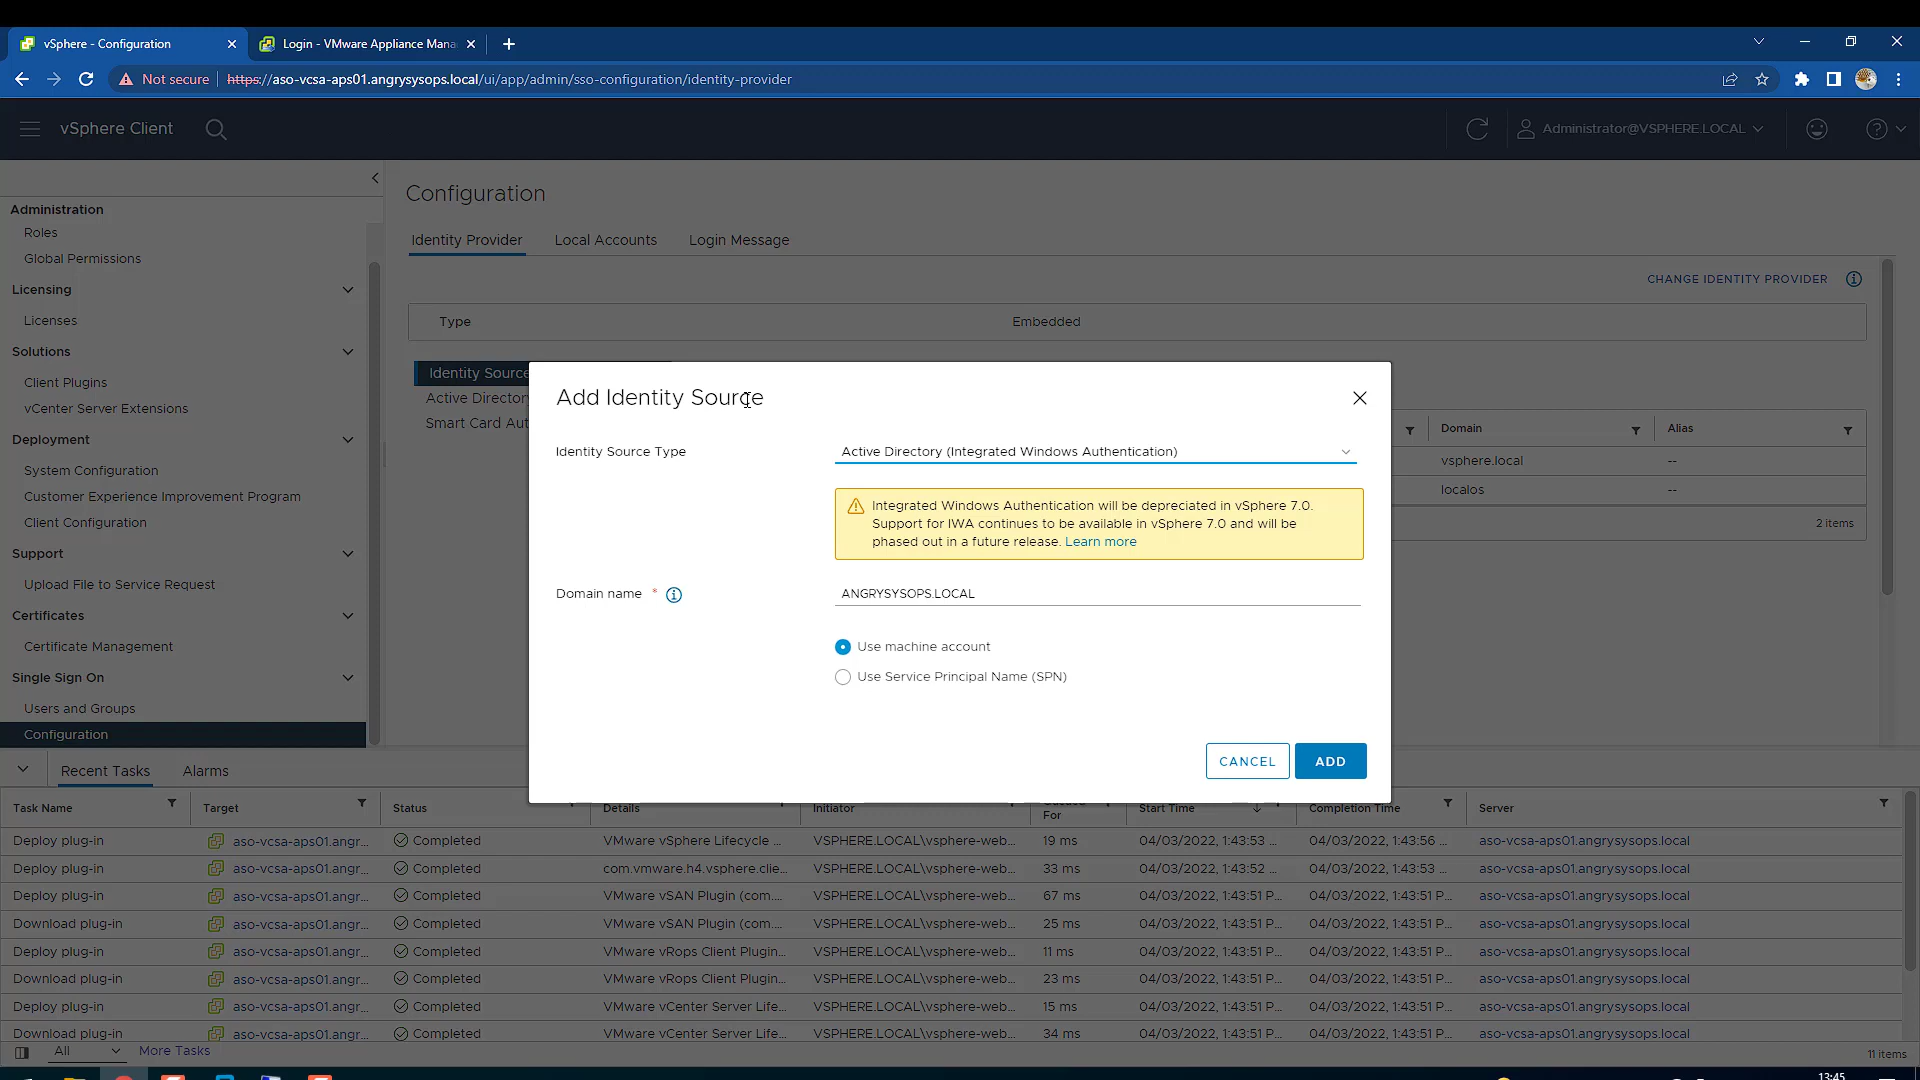 vSphere - Configuration
Login - VMware Appliance Mana
Not secure
https://aso-vcsa-aps01.angrysysops.local/ui/app/admin/sso-configuration/identity-provider
vSphere Client
Administrator@VSPHERE.LOCAL
Administration
Roles
Global Permissions
Licensing
Licenses
Solutions
Client Plugins
vCenter Server Extensions
Deployment
System Configuration
Customer Experience Improvement Program
Client Configuration
Support
Upload File to Service Request
Certificates
Certificate Management
Single Sign On
Users and Groups
Configuration
Configuration
Identity Provider
Local Accounts
Login Message
CHANGE IDENTITY PROVIDER
Type
Embedded
Identity Source
Active Directory
Smart Card Aut
Domain
Alias
vsphere.local
--
localos
--
2 items
Add Identity Source
Identity Source Type
Active Directory (Integrated Windows Authentication)
Integrated Windows Authentication will be depreciated in vSphere 7.0.
Support for IWA continues to be available in vSphere 7.0 and will be
phased out in a future release. Learn more
Domain name *
ANGRYSYSOPS.LOCAL
Use machine account
Use Service Principal Name (SPN)
CANCEL
ADD
Recent Tasks
Alarms
Task Name Target Status Details Initiator Queued For Start Time Completion Time Server
Deploy plug-in aso-vcsa-aps01.angr... Completed VMware vSphere Lifecycle ... VSPHERE.LOCAL\vsphere-web... 19 ms 04/03/2022, 1:43:53 ... 04/03/2022, 1:43:56 ... aso-vcsa-aps01.angrysysops.local
Deploy plug-in aso-vcsa-aps01.angr... Completed com.vmware.h4.vsphere.clie... VSPHERE.LOCAL\vsphere-web... 33 ms 04/03/2022, 1:43:52 ... 04/03/2022, 1:43:53 ... aso-vcsa-aps01.angrysysops.local
Deploy plug-in aso-vcsa-aps01.angr... Completed VMware vSAN Plugin (com.... VSPHERE.LOCAL\vsphere-web... 67 ms 04/03/2022, 1:43:51 P... 04/03/2022, 1:43:51 P... aso-vcsa-aps01.angrysysops.local
Download plug-in aso-vcsa-aps01.angr... Completed VMware vSAN Plugin (com.... VSPHERE.LOCAL\vsphere-web... 25 ms 04/03/2022, 1:43:51 P... 04/03/2022, 1:43:51 P... aso-vcsa-aps01.angrysysops.local
Deploy plug-in aso-vcsa-aps01.angr... Completed VMware vRops Client Plugin... VSPHERE.LOCAL\vsphere-web... 11 ms 04/03/2022, 1:43:51 P... 04/03/2022, 1:43:51 P... aso-vcsa-aps01.angrysysops.local
Download plug-in aso-vcsa-aps01.angr... Completed VMware vRops Client Plugin... VSPHERE.LOCAL\vsphere-web... 23 ms 04/03/2022, 1:43:51 P... 04/03/2022, 1:43:51 P... aso-vcsa-aps01.angrysysops.local
Deploy plug-in aso-vcsa-aps01.angr... Completed VMware vCenter Server Life... VSPHERE.LOCAL\vsphere-web... 15 ms 04/03/2022, 1:43:51 P... 04/03/2022, 1:43:51 P... aso-vcsa-aps01.angrysysops.local
Download plug-in aso-vcsa-aps01.angr... Completed VMware vCenter Server Life... VSPHERE.LOCAL\vsphere-web... 34 ms 04/03/2022, 1:43:51 P... 04/03/2022, 1:43:51 P... aso-vcsa-aps01.angrysysops.local
All
More Tasks
11 items
13:45